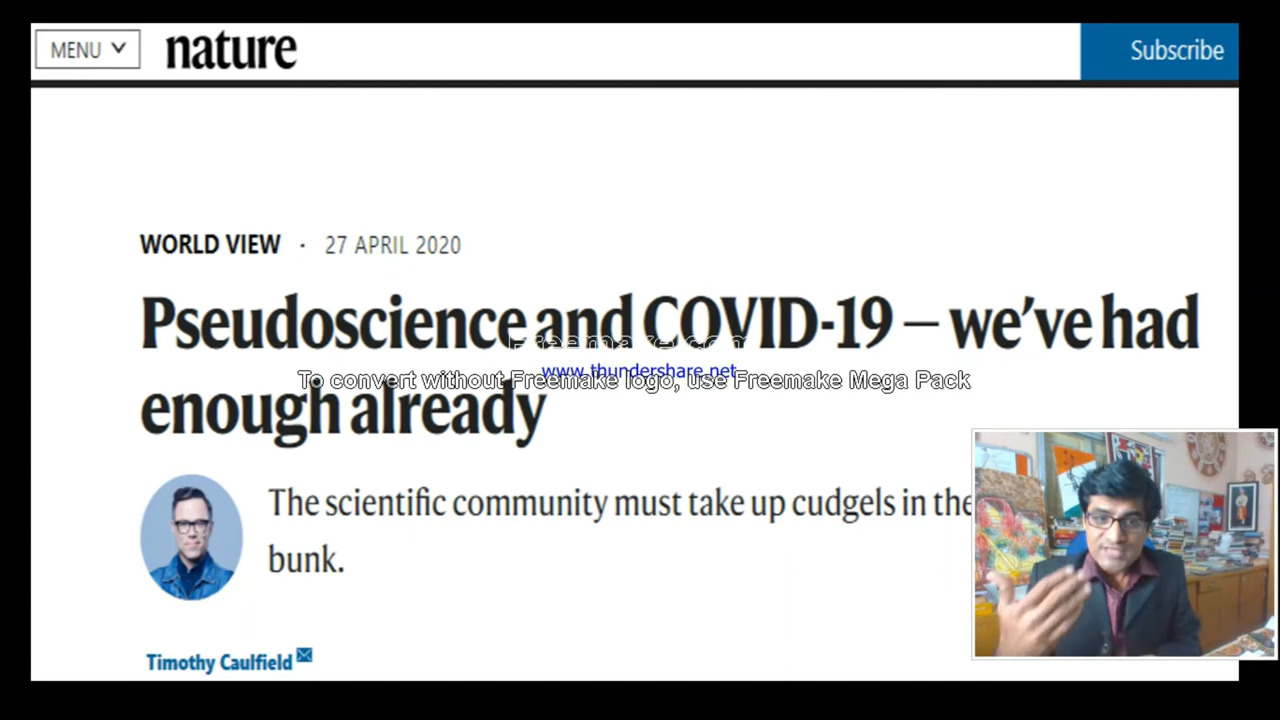 MENU nature Subscribe
WORLD VIEW · 27 APRIL 2020
Pseudoscience and COVID-19 – we've had
Freemake.com
www.thundershare.net
To convert without Freemake logo, use Freemake Mega Pack
enough already
The scientific community must take up cudgels in the
bunk.
Timothy Caulfield